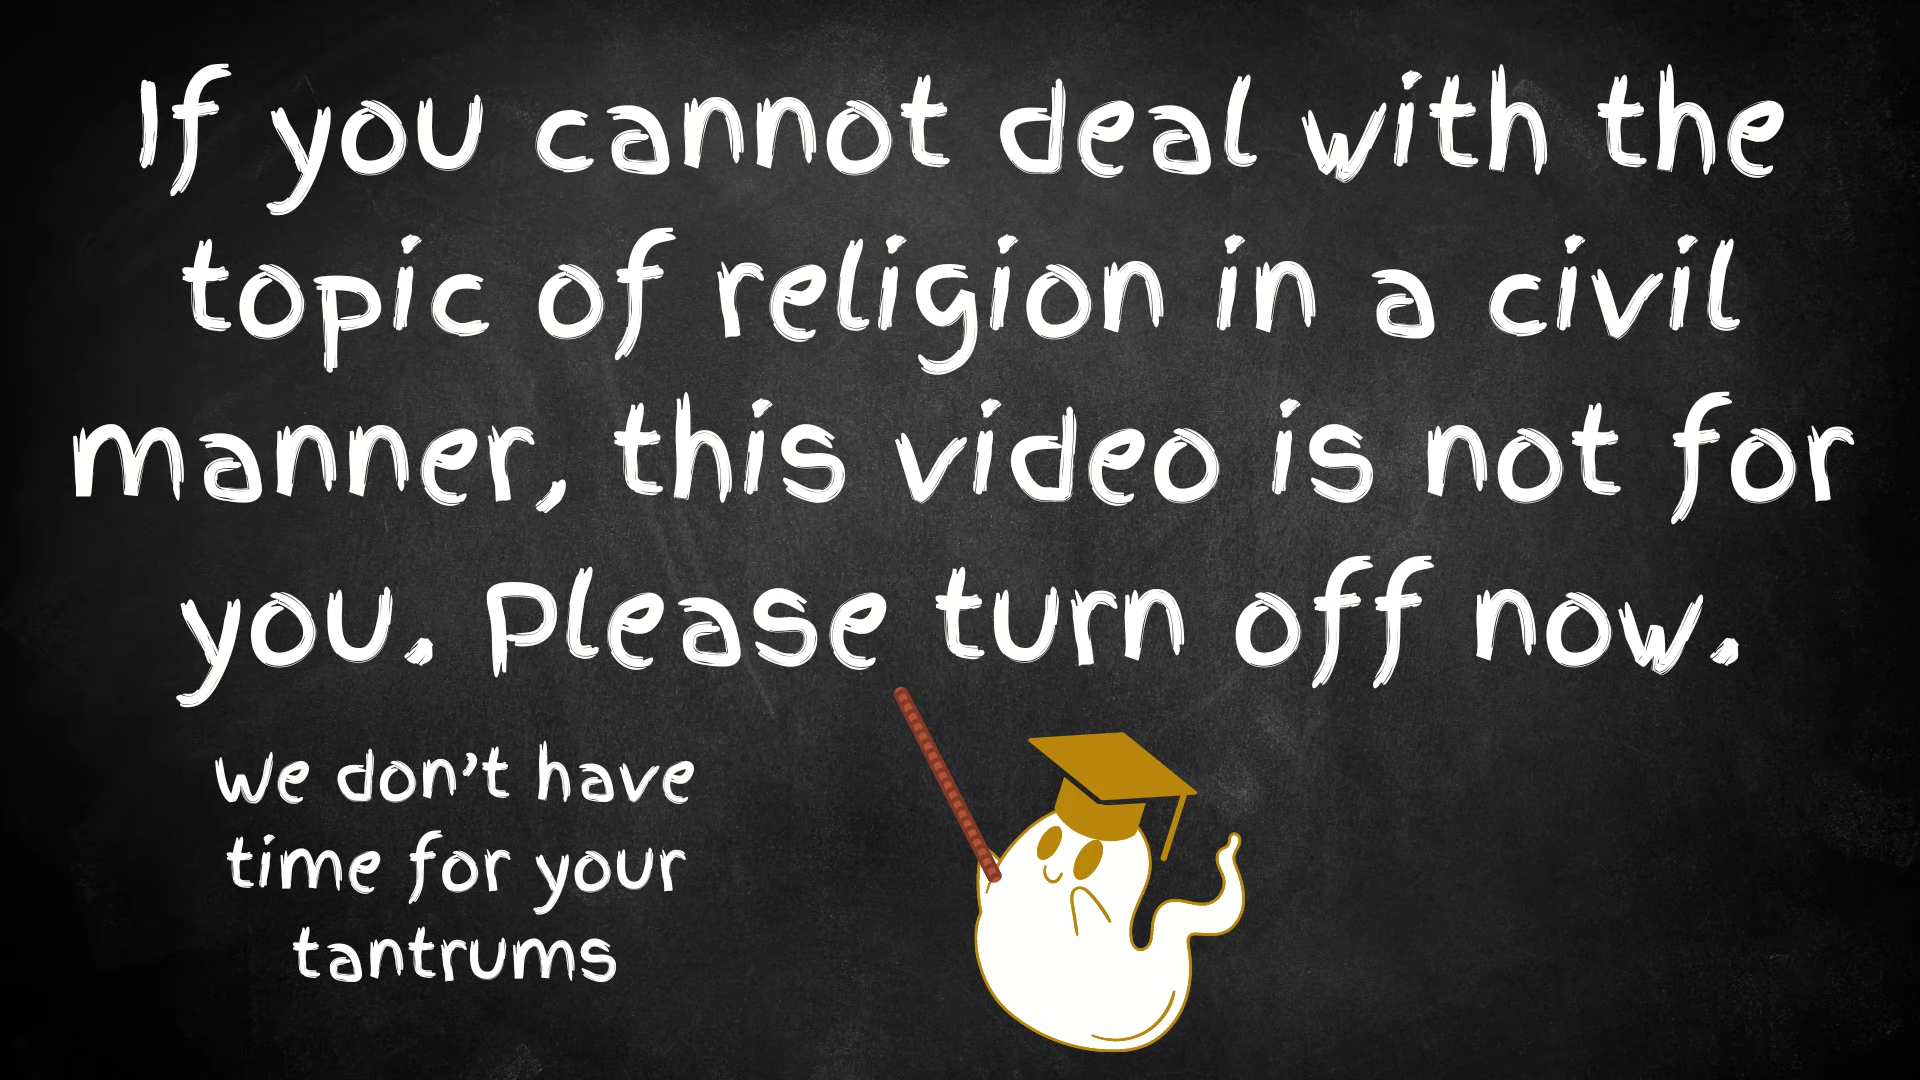 If you cannot deal with the
topic of religion in a civil
manner, this video is not for
you. Please turn off now.
We don't have
time for your
tantrums